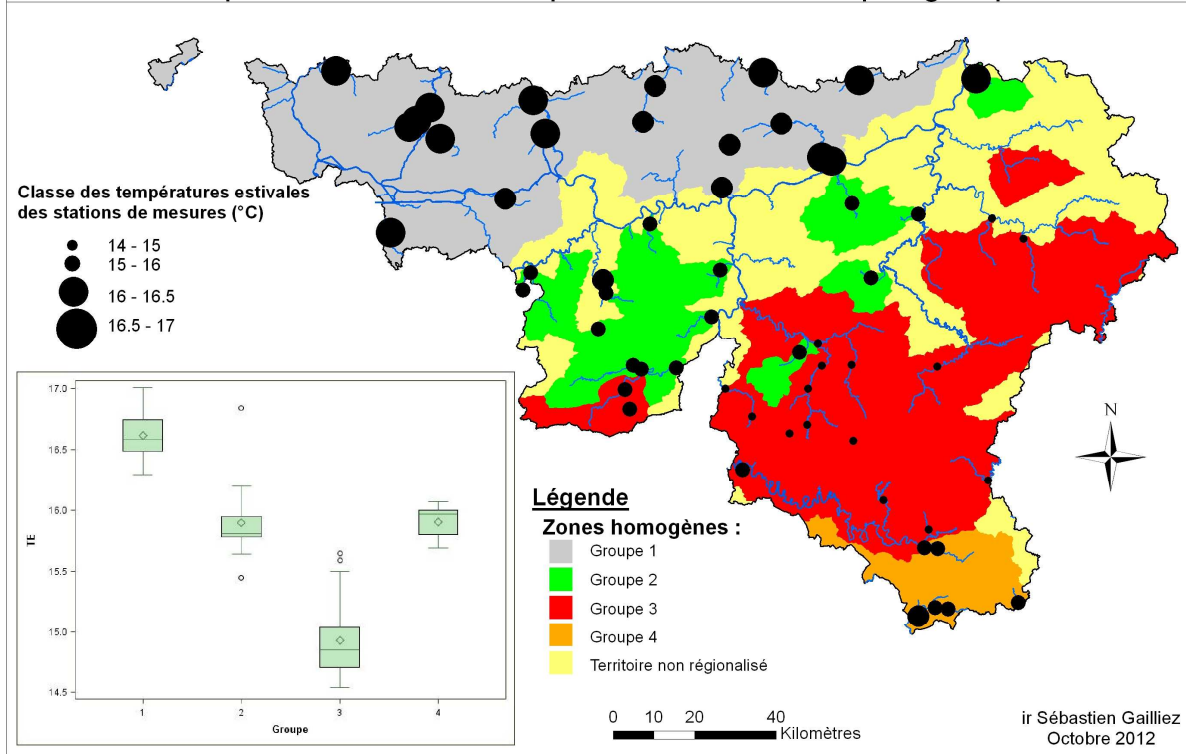 Classe des températures estivales
des stations de mesures (°C)
14 - 15
15 - 16
16 - 16.5
16.5 - 17
N
17.0
16.5
16.0
15.5
15.0
14.5
TE
1 2 3 4
Groupe
Légende
Zones homogènes :
Groupe 1
Groupe 2
Groupe 3
Groupe 4
Territoire non régionalisé
0 10 20 40
Kilomètres
ir Sébastien Gailliez
Octobre 2012